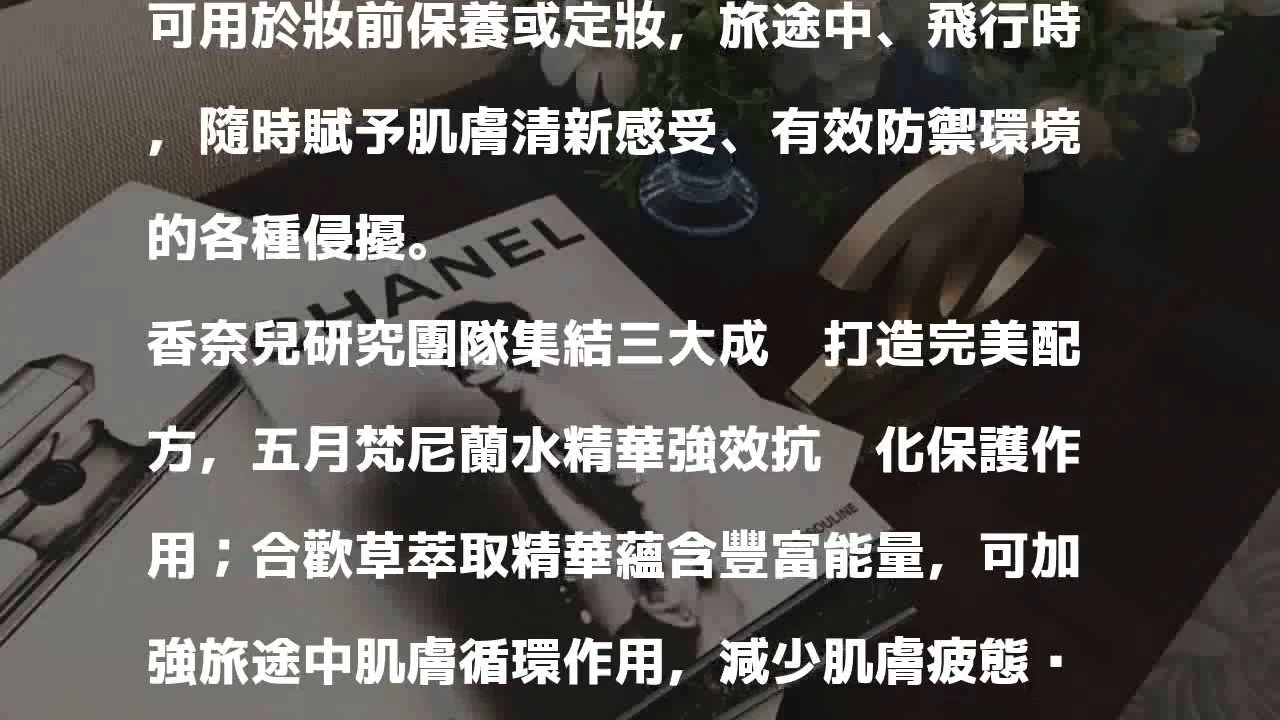 可用於妝前保養或定妝，旅途中、飛行時
，隨時賦予肌膚清新感受、有效防禦環境
的各種侵擾。
CHANEL
香奈兒研究團隊集結三大成　打造完美配
方，五月梵尼蘭水精華強效抗　化保護作
SOULINE
用；合歡草萃取精華蘊含豐富能量，可加
強旅途中肌膚循環作用，減少肌膚疲態·